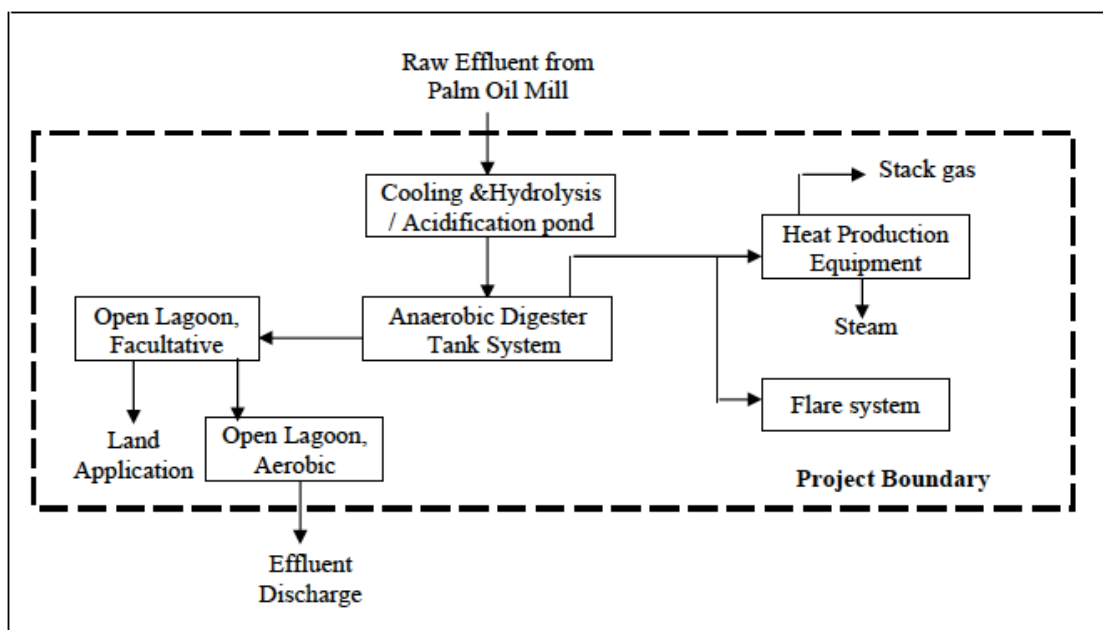 Raw Effluent from
Palm Oil Mill
Cooling &Hydrolysis
/ Acidification pond
Stack gas
Heat Production
Equipment
Steam
Anaerobic Digester
Tank System
Open Lagoon,
Facultative
Flare system
Land
Application
Open Lagoon,
Aerobic
Project Boundary
Effluent
Discharge